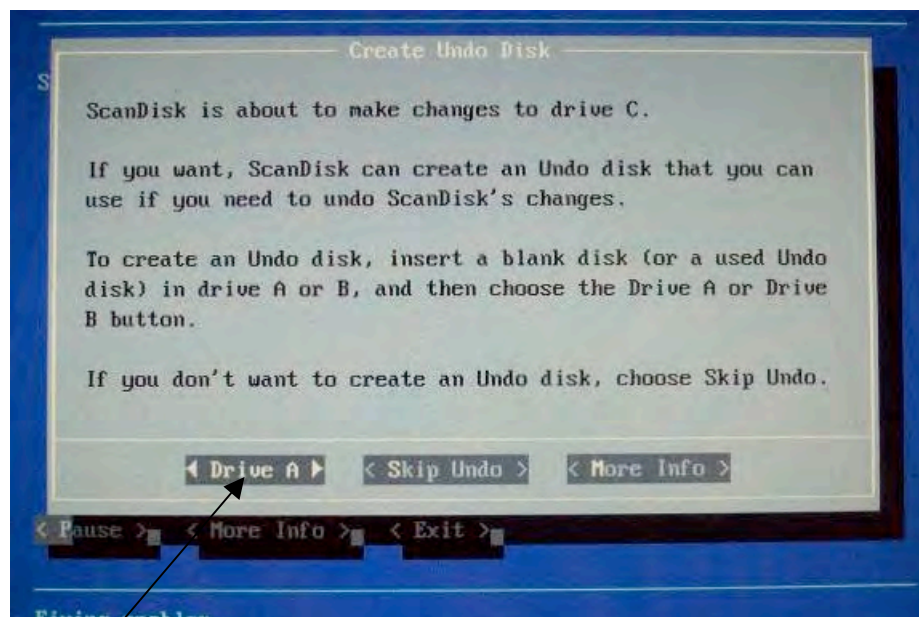 Create Undo Disk
S
ScanDisk is about to make changes to drive C.
If you want, ScanDisk can create an Undo disk that you can
use if you need to undo ScanDisk's changes.
To create an Undo disk, insert a blank disk (or a used Undo
disk) in drive A or B, and then choose the Drive A or Drive
B button.
If you don't want to create an Undo disk, choose Skip Undo.
◄ Drive A ► < Skip Undo > < More Info >
< Pause > < More Info > < Exit >